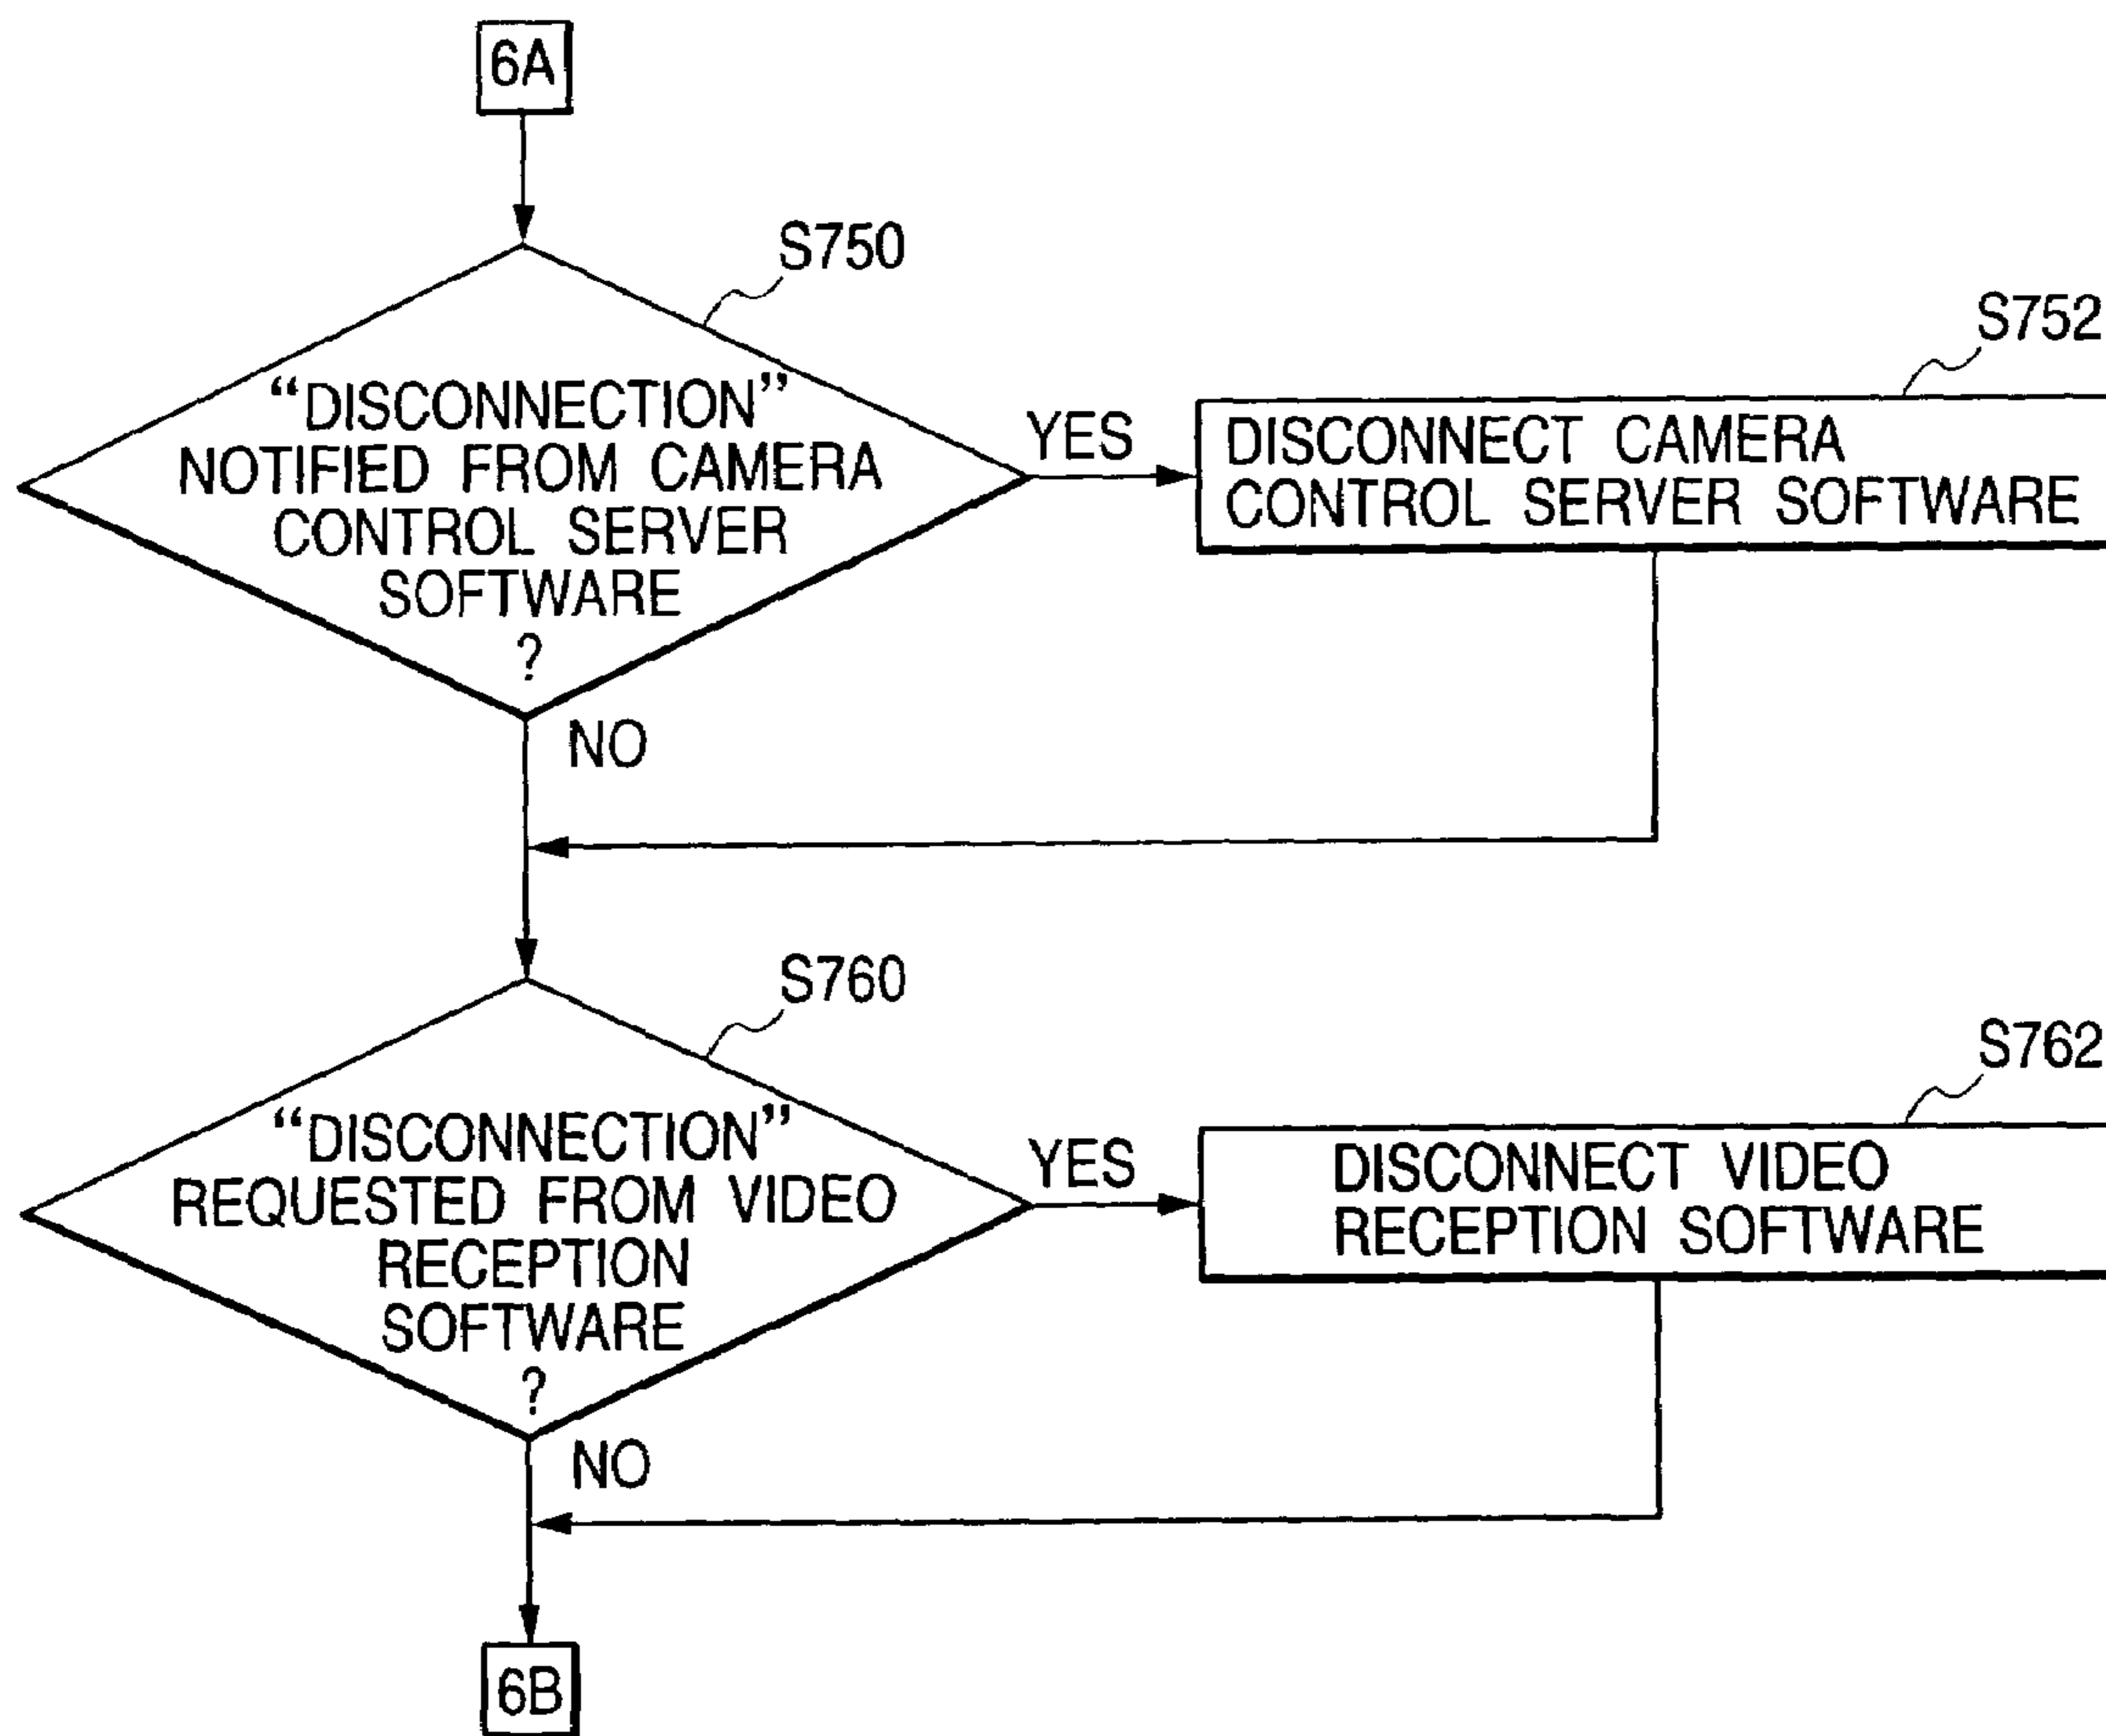 6A
S750
“DISCONNECTION”
NOTIFIED FROM CAMERA
CONTROL SERVER
SOFTWARE
?
YES
S752
DISCONNECT CAMERA
CONTROL SERVER SOFTWARE
NO
S760
“DISCONNECTION”
REQUESTED FROM VIDEO
RECEPTION
SOFTWARE
?
YES
S762
DISCONNECT VIDEO
RECEPTION SOFTWARE
NO
6B